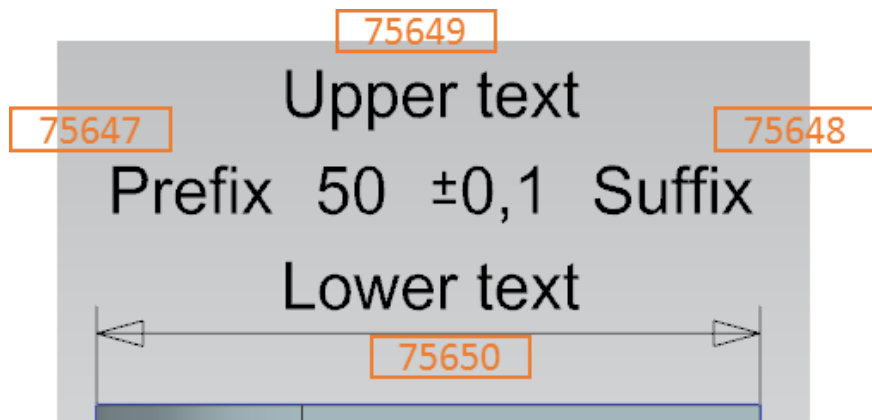 75649
Upper text
75647 75648
Prefix 50 ±0,1 Suffix
Lower text
75650